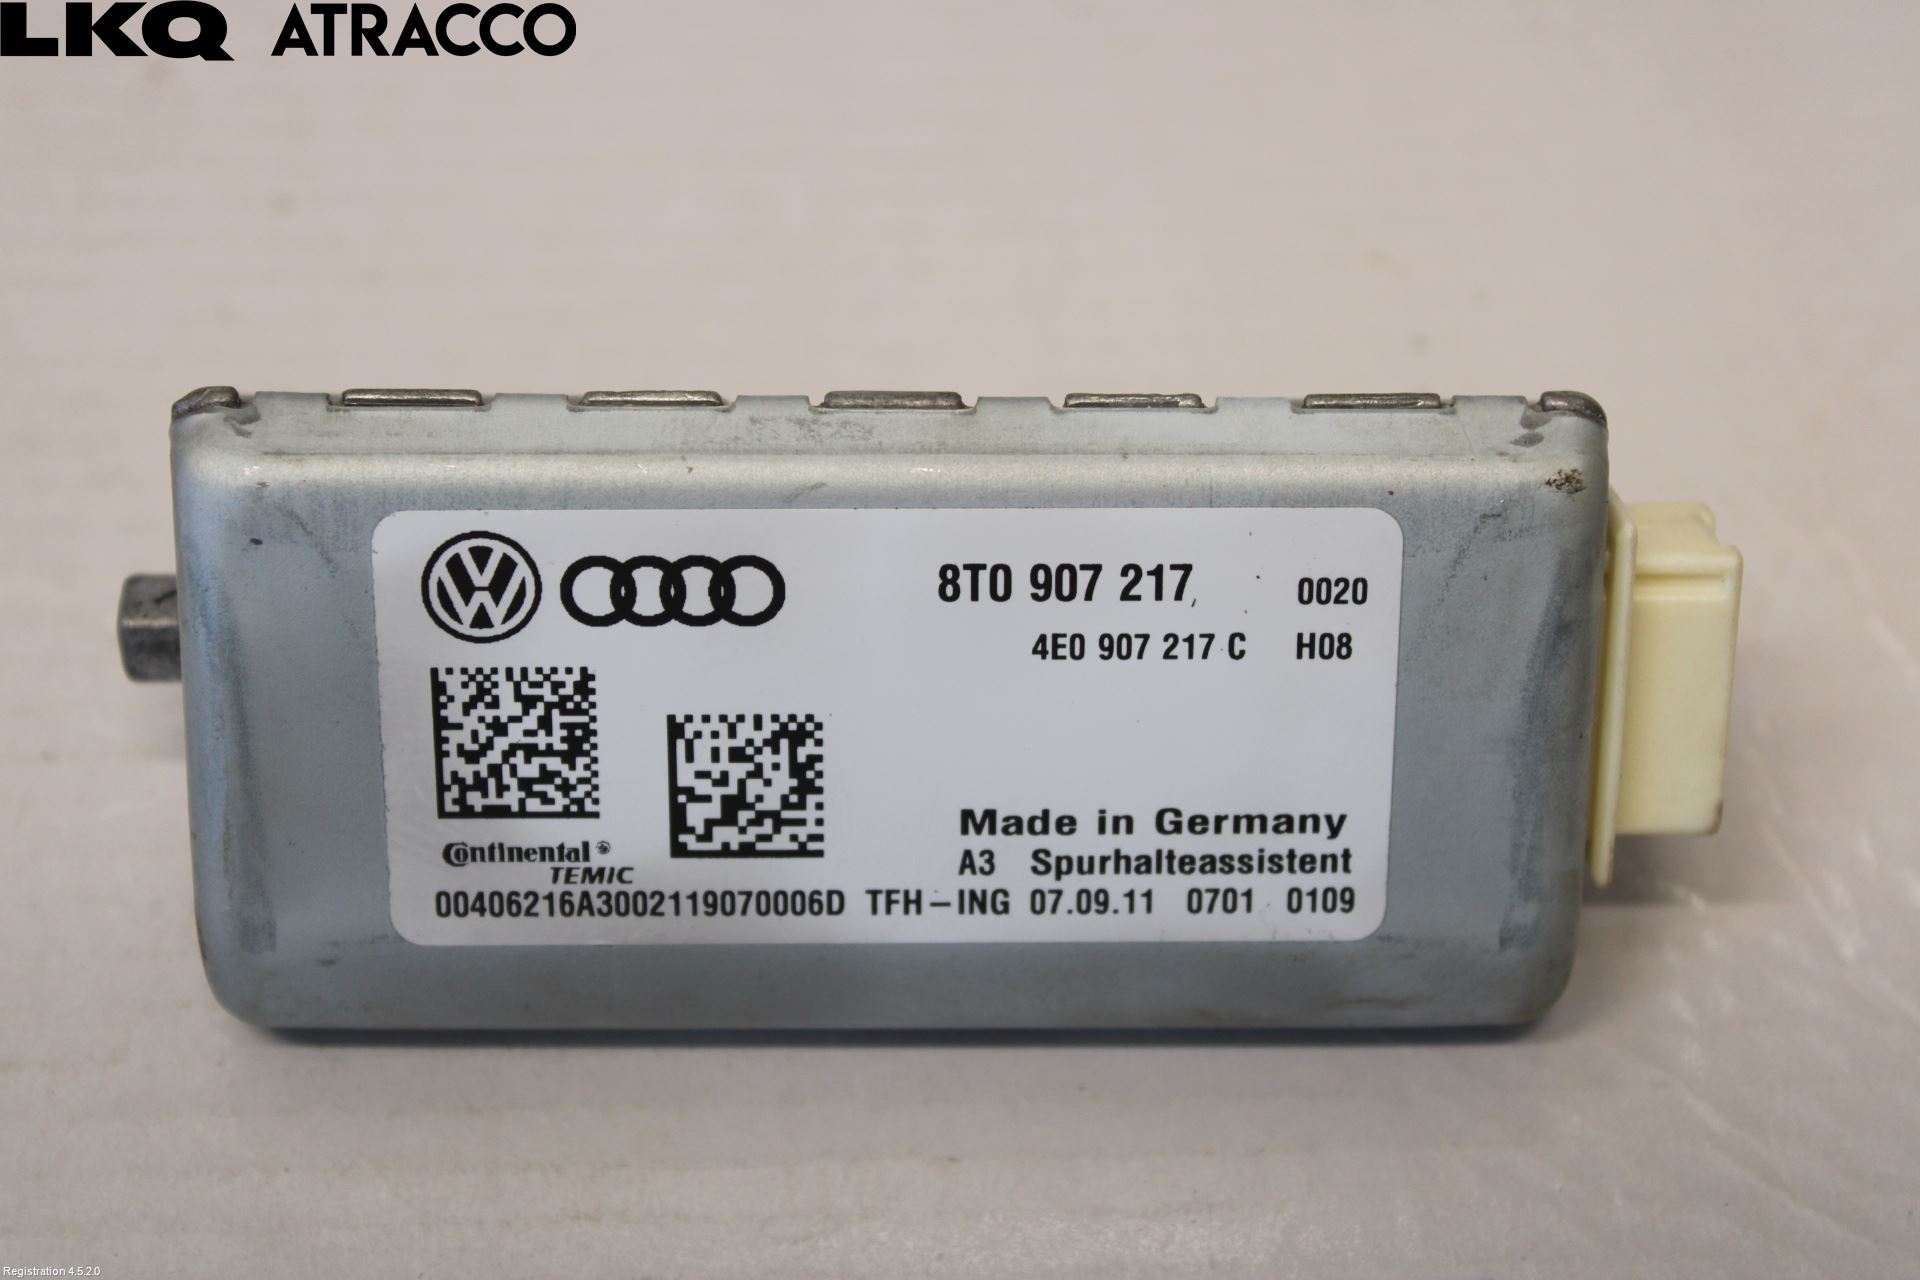 LKQ ATRACCO
8T0 907 217 0020
4E0 907 217 C H08
Continental
TEMIC
Made in Germany
A3 Spurhalteassistent
00406216A3002119070006D TFH-ING 07.09.11 0701 0109
Registration 4.5.2.0